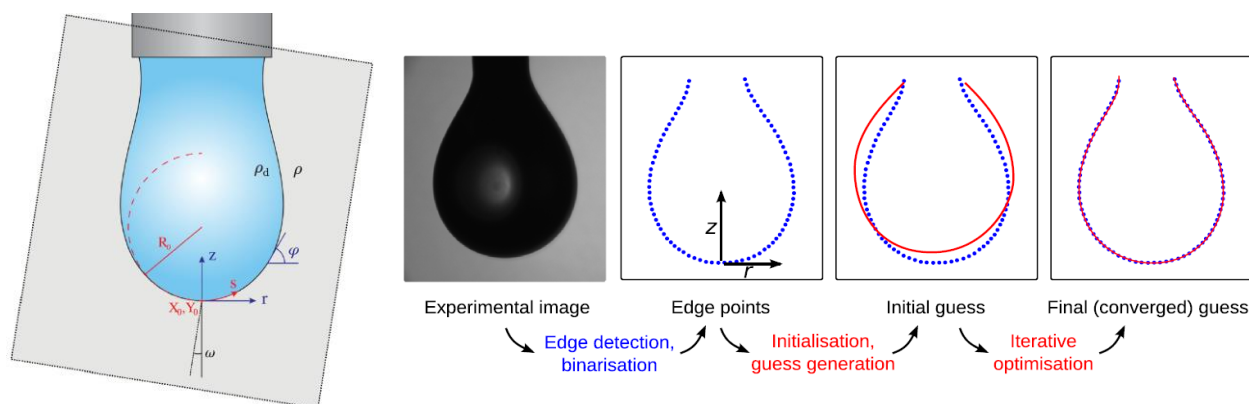 ρd
ρ
R₀
z
φ
s
X₀,Y₀
r
ω
z
r
Experimental image
Edge points
Initial guess
Final (converged) guess
Edge detection,
binarisation
Initialisation,
guess generation
Iterative
optimisation